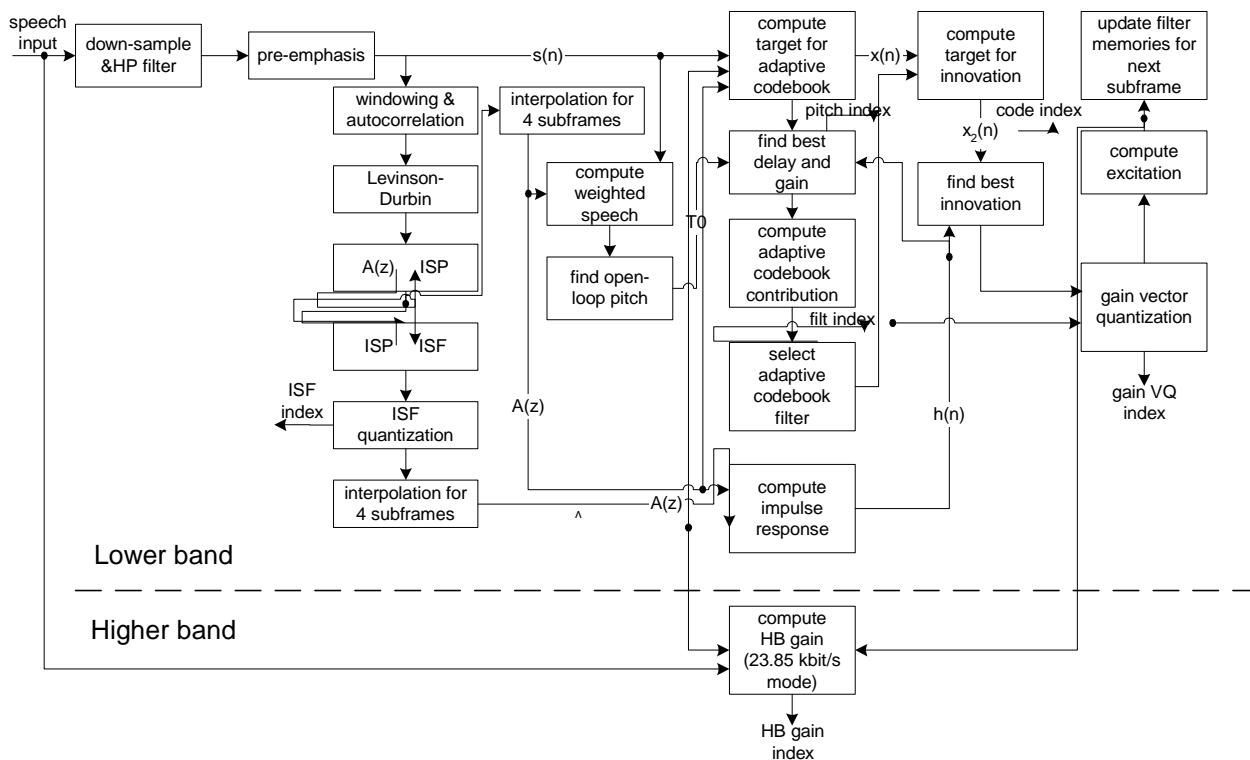 speech
input
down-sample
&HP filter
pre-emphasis
s(n)
compute
target for
adaptive
codebook
x(n)
compute
target for
innovation
update filter
memories for
next
subframe
windowing &
autocorrelation
interpolation for
4 subframes
pitch index
code index
x2(n)
Levinson-
Durbin
compute
weighted
speech
find best
delay and
gain
find best
innovation
compute
excitation
T0
A(z)
ISP
find open-
loop pitch
compute
adaptive
codebook
contribution
gain vector
quantization
filt index
ISP
ISF
select
adaptive
codebook
filter
ISF
index
ISF
quantization
A(z)
h(n)
gain VQ
index
interpolation for
4 subframes
^
A(z)
compute
impulse
response
Lower band
Higher band
compute
HB gain
(23.85 kbit/s
mode)
HB gain
index